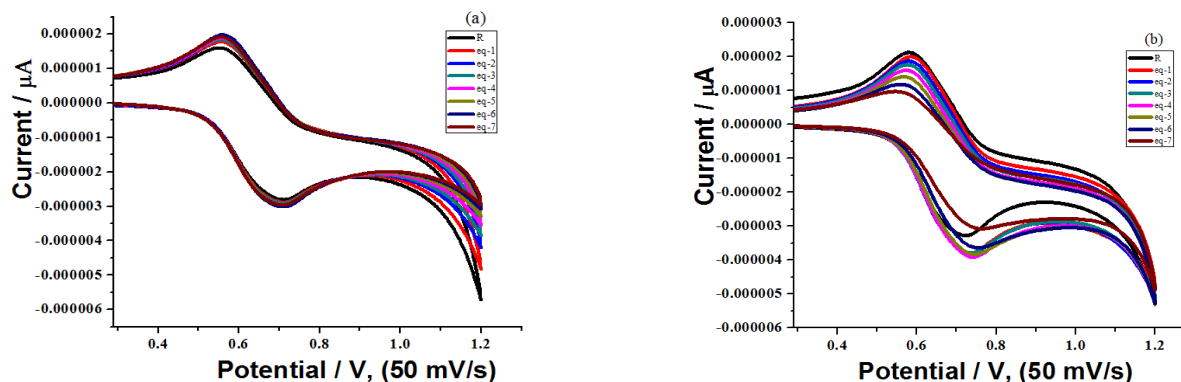 (a)
R
eq-1
eq-2
eq-3
eq-4
eq-5
eq-6
eq-7
0.000002
0.000001
0.000000
-0.000001
-0.000002
-0.000003
-0.000004
-0.000005
-0.000006
Current / µA
0.4 0.6 0.8 1.0 1.2
Potential / V, (50 mV/s)
(b)
R
eq-1
eq-2
eq-3
eq-4
eq-5
eq-6
eq-7
0.000003
0.000002
0.000001
0.000000
-0.000001
-0.000002
-0.000003
-0.000004
-0.000005
-0.000006
Current / µA
0.4 0.6 0.8 1.0 1.2
Potential / V, (50 mV/s)